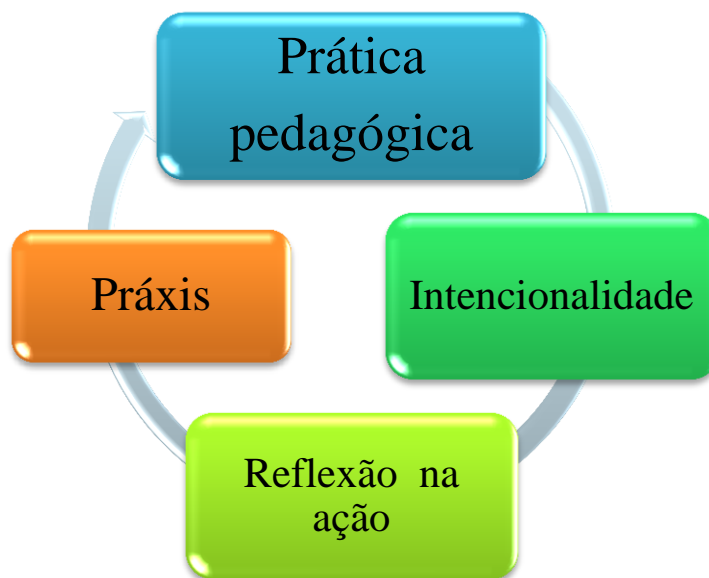 Prática
pedagógica
Práxis
Intencionalidade
Reflexão na
ação